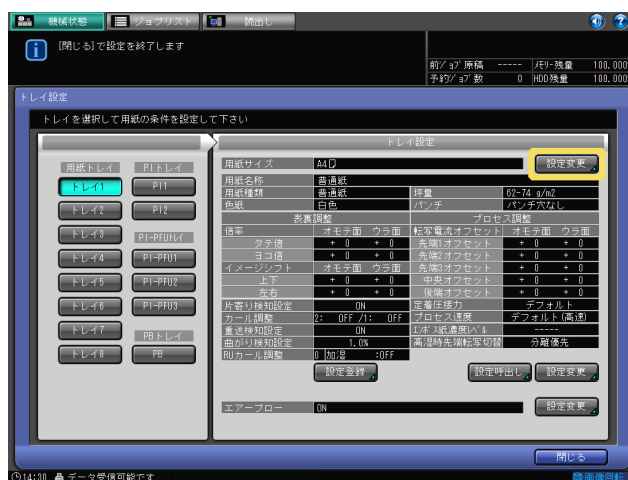 機械状態 ジョブリスト 読出し
[閉じる]で設定を終了します
前ジョブ原稿 ----- メモリー残量 100.000
予約ジョブ数 0 HDD残量 100.000
トレイ設定
トレイを選択して用紙の条件を設定して下さい
トレイ設定
用紙トレイ PIトレイ
トレイ1 PI1
トレイ2 PI2
トレイ3 PI-PFUトレイ
トレイ4 PI-PFU1
トレイ5 PI-PFU2
トレイ6 PI-PFU3
トレイ7 PBトレイ
トレイ8 PB
用紙サイズ A4 設定変更
用紙名称 普通紙
用紙種類 普通紙 坪量 62-74 g/m2
色紙 白色 パンチ パンチ穴なし
表裏調整 プロセス調整
倍率 オモテ面 ウラ面 転写電流オフセット オモテ面 ウラ面
タテ倍 + 0 + 0 先端1オフセット + 0 + 0
ヨコ倍 + 0 + 0 先端2オフセット + 0 + 0
イメージシフト オモテ面 ウラ面 先端3オフセット + 0 + 0
上下 + 0 + 0 中央オフセット + 0 + 0
左右 + 0 + 0 後端オフセット + 0 + 0
片寄り検知設定 ON 定着圧接力 デフォルト
カール調整 2: OFF /1: OFF プロセス速度 デフォルト(高速)
重送検知設定 ON エンボス紙濃度レベル -----
曲がり検知設定 1.0% 高湿時先端転写切替 分離優先
RUカール調整 0 加湿 :OFF
設定登録 設定呼出し 設定変更
エアーブロー ON 設定変更
閉じる
14:30 データ受信可能です 画像回転